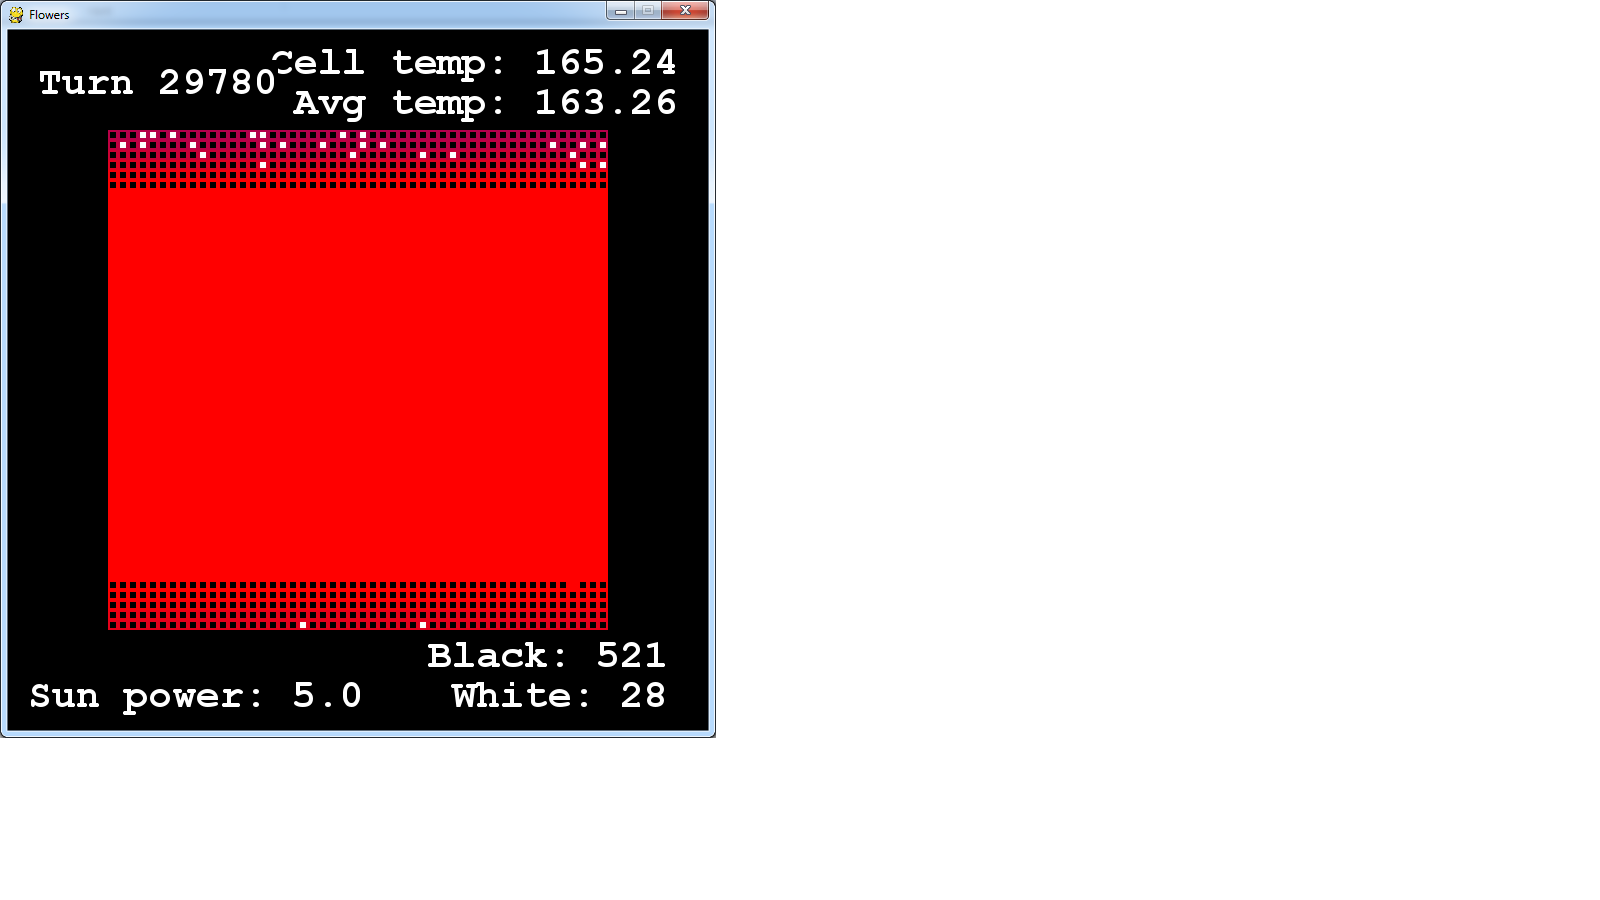 Flowers
Cell temp: 165.24
Turn 29780
Avg temp: 163.26
Black: 521
Sun power: 5.0
White: 28